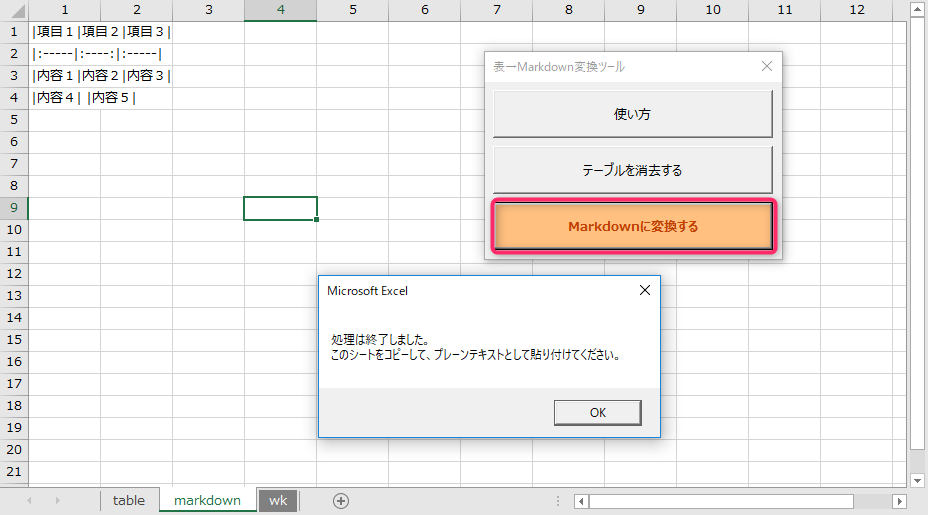 1 2 3 4 5 6 7 8 9 10 11 12
1 |項目1|項目2|項目3|
2 |:-----|:----:|:-----|
3 |内容1|内容2|内容3|
4 |内容4| |内容5|
5
6
7
8
9
10
11
12
13
14
15
16
17
18
19
20
21
表→Markdown変換ツール
使い方
テーブルを消去する
Markdownに変換する
Microsoft Excel
処理は終了しました。
このシートをコピーして、プレーンテキストとして貼り付けてください。
OK
table markdown wk